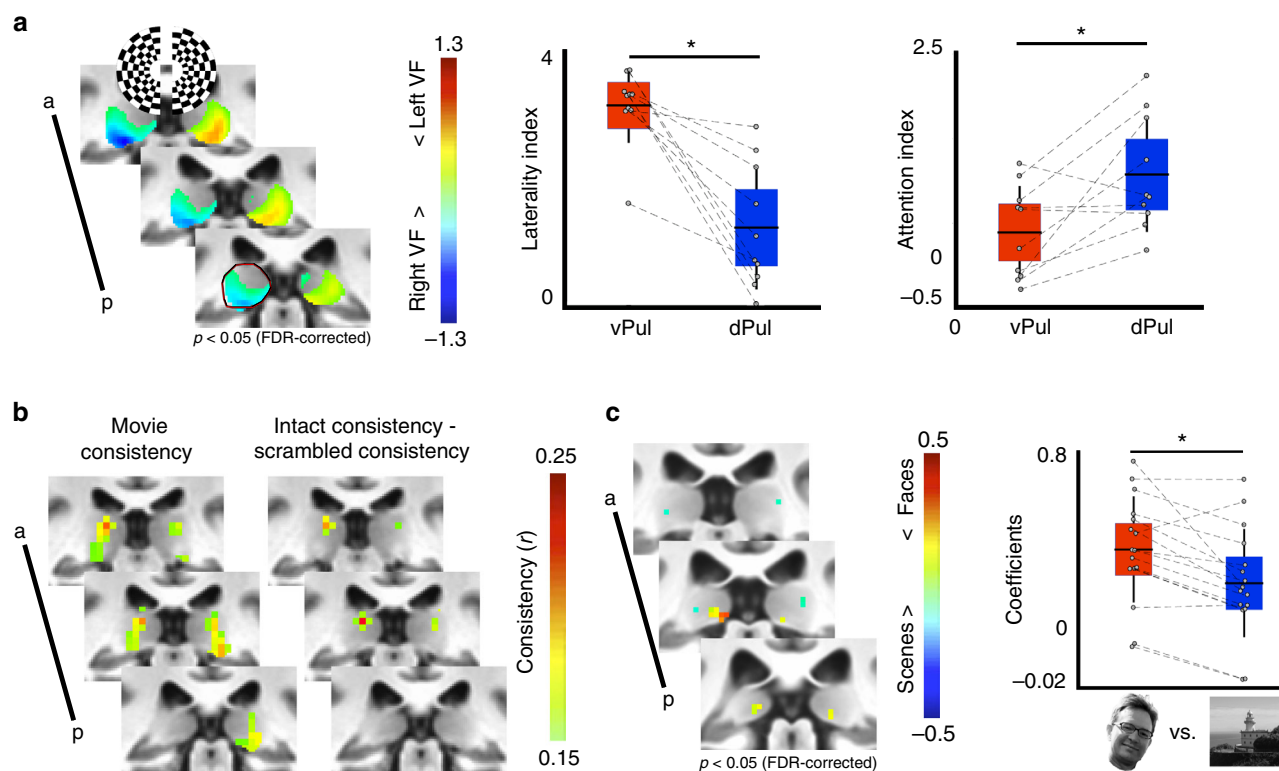 a
a
p
p < 0.05 (FDR-corrected)
1.3
Right VF > < Left VF
−1.3
4
Laterality index
0
*
vPul
dPul
2.5
Attention index
0
−0.5
0
*
vPul
dPul
b
Movie
consistency
Intact consistency -
scrambled consistency
a
p
0.25
Consistency (r)
0.15
c
a
p
p < 0.05 (FDR-corrected)
0.5
Scenes > < Faces
−0.5
0.8
Coefficients
0
−0.02
*
vs.